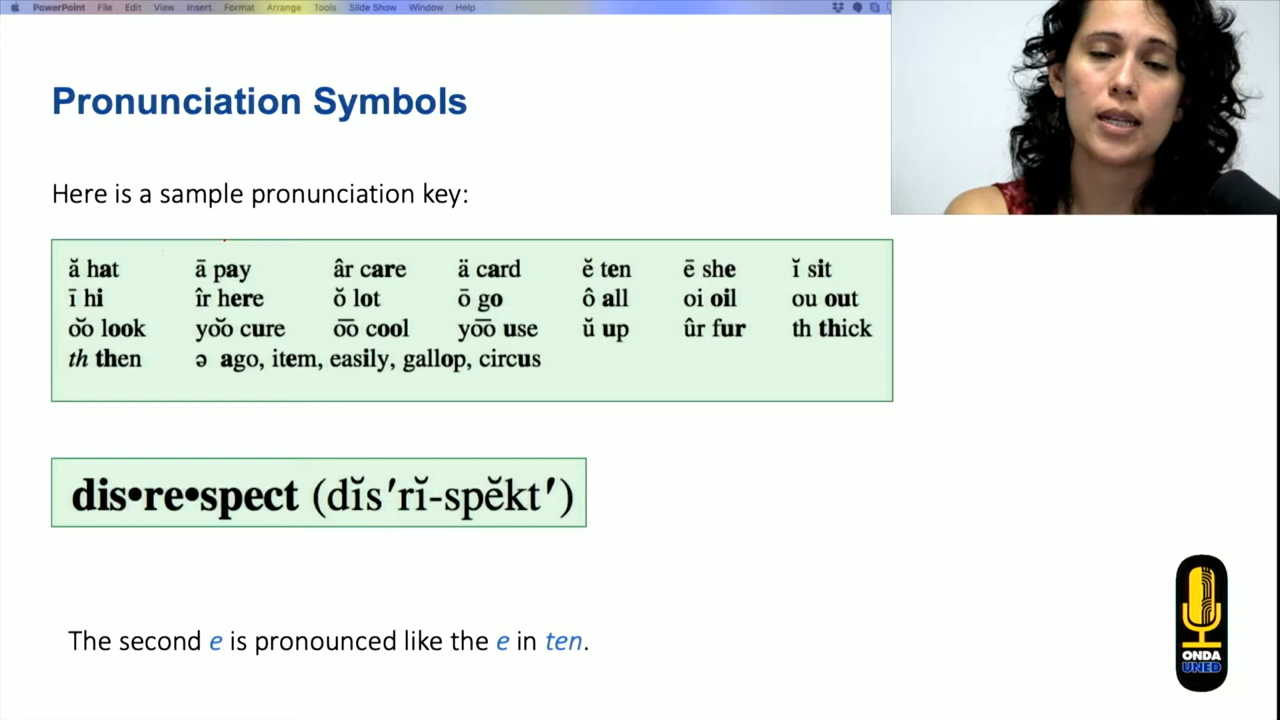 PowerPoint File Edit View Insert Format Arrange Tools Slide Show Window Help
Pronunciation Symbols
Here is a sample pronunciation key:
ă hat ā pay âr care ä card ĕ ten ē she ĭ sit
ī hi îr here ŏ lot ō go ô all oi oil ou out
o͝o look yo͝o cure o͞o cool yo͞o use ŭ up ûr fur th thick
th then ə ago, item, easily, gallop, circus
dis•re•spect (dĭs′rĭ-spĕkt′)
The second e is pronounced like the e in ten.
ONDA
UNED